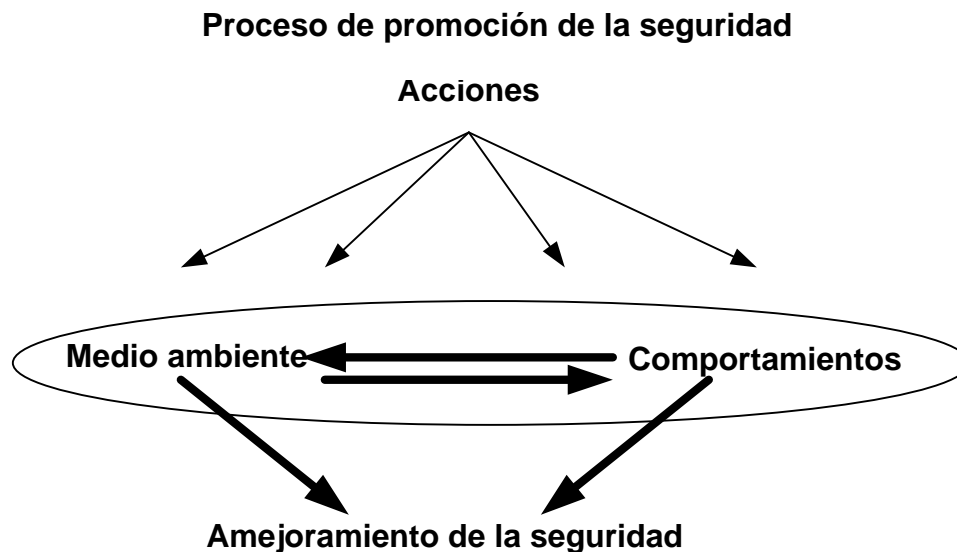 Proceso de promoción de la seguridad
Acciones
Medio ambiente
Comportamientos
Amejoramiento de la seguridad